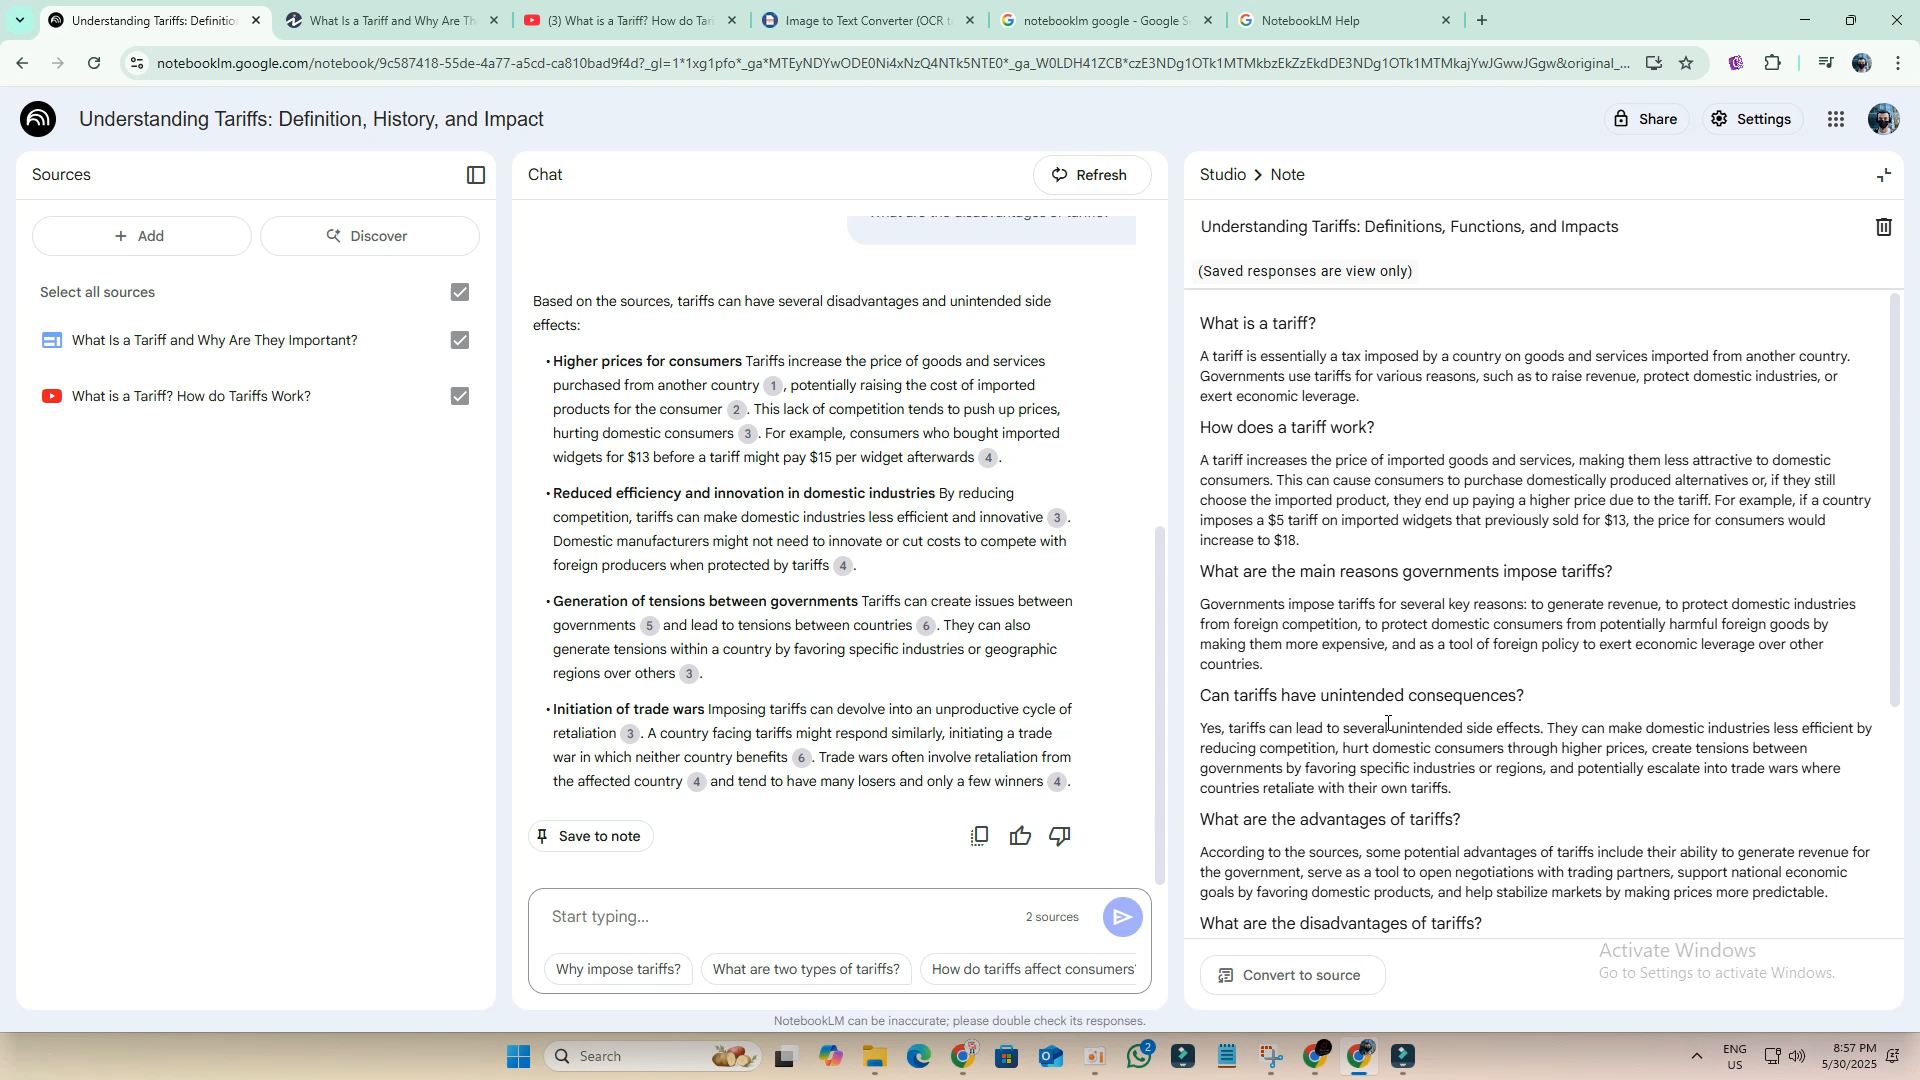 Understanding Tariffs: Definitio
What Is a Tariff and Why Are Th
(3) What is a Tariff? How do Tari
Image to Text Converter (OCR t
notebooklm google - Google S
NotebookLM Help
notebooklm.google.com/notebook/9c587418-55de-4a77-a5cd-ca810bad9f4d?_gl=1*1xg1pfo*_ga*MTEyNDYwODE0Ni4xNzQ4NTk5NTE0*_ga_W0LDH41ZCB*czE3NDg1OTk1MTMkbzEkZzEkdDE3NDg1OTk1MTMkajYwJGwwJGgw&original_...
Understanding Tariffs: Definition, History, and Impact
Share
Settings
Sources
Add
Discover
Select all sources
What Is a Tariff and Why Are They Important?
What is a Tariff? How do Tariffs Work?
Chat
Refresh
Based on the sources, tariffs can have several disadvantages and unintended side
effects:
• Higher prices for consumers Tariffs increase the price of goods and services
purchased from another country 1, potentially raising the cost of imported
products for the consumer 2. This lack of competition tends to push up prices,
hurting domestic consumers 3. For example, consumers who bought imported
widgets for $13 before a tariff might pay $15 per widget afterwards 4.
• Reduced efficiency and innovation in domestic industries By reducing
competition, tariffs can make domestic industries less efficient and innovative 3.
Domestic manufacturers might not need to innovate or cut costs to compete with
foreign producers when protected by tariffs 4.
• Generation of tensions between governments Tariffs can create issues between
governments 5 and lead to tensions between countries 6. They can also
generate tensions within a country by favoring specific industries or geographic
regions over others 3.
• Initiation of trade wars Imposing tariffs can devolve into an unproductive cycle of
retaliation 3. A country facing tariffs might respond similarly, initiating a trade
war in which neither country benefits 6. Trade wars often involve retaliation from
the affected country 4 and tend to have many losers and only a few winners 4.
Save to note
Start typing...
2 sources
Why impose tariffs?
What are two types of tariffs?
How do tariffs affect consumers?
NotebookLM can be inaccurate; please double check its responses.
Studio > Note
Understanding Tariffs: Definitions, Functions, and Impacts
(Saved responses are view only)
What is a tariff?
A tariff is essentially a tax imposed by a country on goods and services imported from another country.
Governments use tariffs for various reasons, such as to raise revenue, protect domestic industries, or
exert economic leverage.
How does a tariff work?
A tariff increases the price of imported goods and services, making them less attractive to domestic
consumers. This can cause consumers to purchase domestically produced alternatives or, if they still
choose the imported product, they end up paying a higher price due to the tariff. For example, if a country
imposes a $5 tariff on imported widgets that previously sold for $13, the price for consumers would
increase to $18.
What are the main reasons governments impose tariffs?
Governments impose tariffs for several key reasons: to generate revenue, to protect domestic industries
from foreign competition, to protect domestic consumers from potentially harmful foreign goods by
making them more expensive, and as a tool of foreign policy to exert economic leverage over other
countries.
Can tariffs have unintended consequences?
Yes, tariffs can lead to several unintended side effects. They can make domestic industries less efficient by
reducing competition, hurt domestic consumers through higher prices, create tensions between
governments by favoring specific industries or regions, and potentially escalate into trade wars where
countries retaliate with their own tariffs.
What are the advantages of tariffs?
According to the sources, some potential advantages of tariffs include their ability to generate revenue for
the government, serve as a tool to open negotiations with trading partners, support national economic
goals by favoring domestic products, and help stabilize markets by making prices more predictable.
What are the disadvantages of tariffs?
Convert to source
Activate Windows
Go to Settings to activate Windows.
Search
2
ENG
US
8:57 PM
5/30/2025